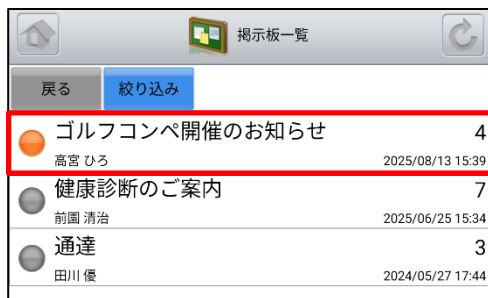 掲示板一覧
戻る 絞り込み
ゴルフコンペ開催のお知らせ 4
高宮 ひろ 2025/08/13 15:39
健康診断のご案内 7
前園 清治 2025/06/25 15:34
通達 3
田川 優 2024/05/27 17:44